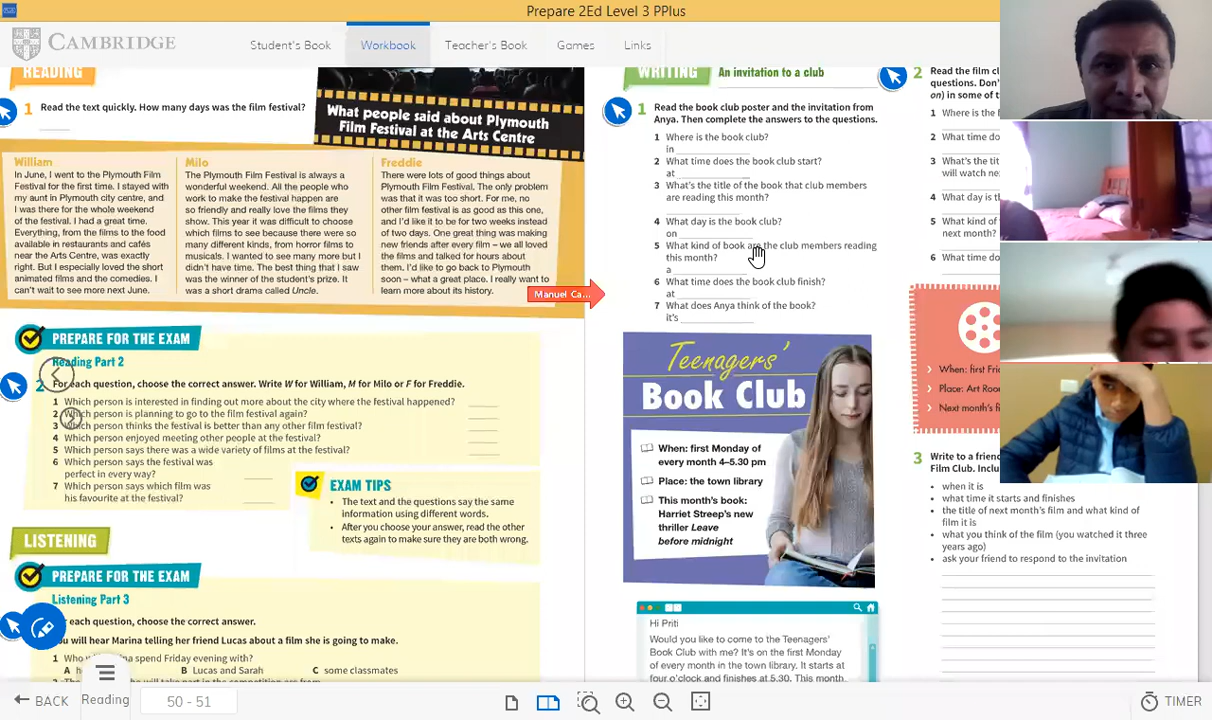 Prepare 2Ed Level 3 PPlus
CAMBRIDGE
Student's Book
Workbook
Teacher's Book
Games
Links
READING
1 Read the text quickly. How many days was the film festival?
What people said about Plymouth
Film Festival at the Arts Centre
William
In June, I went to the Plymouth Film
Festival for the first time. I stayed with
my aunt in Plymouth city centre, and
I was there for the whole weekend
of the festival. I had a great time.
Everything, from the films to the food
available in restaurants and cafés
near the Arts Centre, was exactly
right. But I especially loved the short
animated films and the comedies. I
can't wait to see more next June.
Milo
The Plymouth Film Festival is always a
wonderful weekend. All the people who
work to make the festival happen are
so friendly and really love the films they
show. This year it was difficult to choose
which films to see because there were so
many different kinds, from horror films to
musicals. I wanted to see many more but I
didn't have time. The best thing that I saw
was the winner of the student's prize. It
was a short drama called Uncle.
Freddie
There were lots of good things about
Plymouth Film Festival. The only problem
was that it was too short. For me, no
other film festival is as good as this one,
and I'd like it to be for two weeks instead
of two days. One great thing was making
new friends after every film – we all loved
the films and talked for hours about
them. I'd like to go back to Plymouth
soon – what a great place. I really want to
learn more about its history.
Manuel Ca...
PREPARE FOR THE EXAM
Reading Part 2
2 For each question, choose the correct answer. Write W for William, M for Milo or F for Freddie.
1 Which person is interested in finding out more about the city where the festival happened?
2 Which person is planning to go to the film festival again?
3 Which person thinks the festival is better than any other film festival?
4 Which person enjoyed meeting other people at the festival?
5 Which person says there was a wide variety of films at the festival?
6 Which person says the festival was
perfect in every way?
7 Which person says which film was
his favourite at the festival?
EXAM TIPS
• The text and the questions say the same
information using different words.
• After you choose your answer, read the other
texts again to make sure they are both wrong.
LISTENING
PREPARE FOR THE EXAM
Listening Part 3
each question, choose the correct answer.
You will hear Marina telling her friend Lucas about a film she is going to make.
1 Who spend Friday evening with?
A B Lucas and Sarah C some classmates
WRITING An invitation to a club
1 Read the book club poster and the invitation from
Anya. Then complete the answers to the questions.
1 Where is the book club?
in
2 What time does the book club start?
at
3 What's the title of the book that club members
are reading this month?
4 What day is the book club?
on
5 What kind of book are the club members reading
this month?
a
6 What time does the book club finish?
at
7 What does Anya think of the book?
it's
Teenagers'
Book Club
When: first Monday of
every month 4–5.30 pm
Place: the town library
This month's book:
Harriet Streep's new
thriller Leave
before midnight
Hi Priti
Would you like to come to the Teenagers'
Book Club with me? It's on the first Monday
of every month in the town library. It starts at
four o'clock and finishes at 5.30. This month,
2 Read the film cl
questions. Don'
on) in some of t
1 Where is the f
2 What time do
3 What's the tit
will watch ne
4 What day is t
5 What kind of
next month?
6 What time do
When: first Fri
Place: Art Roo
Next month's fi
3 Write to a frien
Film Club. Inclu
• when it is
• what time it starts and finishes
• the title of next month's film and what kind of
film it is
• what you think of the film (you watched it three
years ago)
• ask your friend to respond to the invitation
BACK
Reading
50 - 51
TIMER